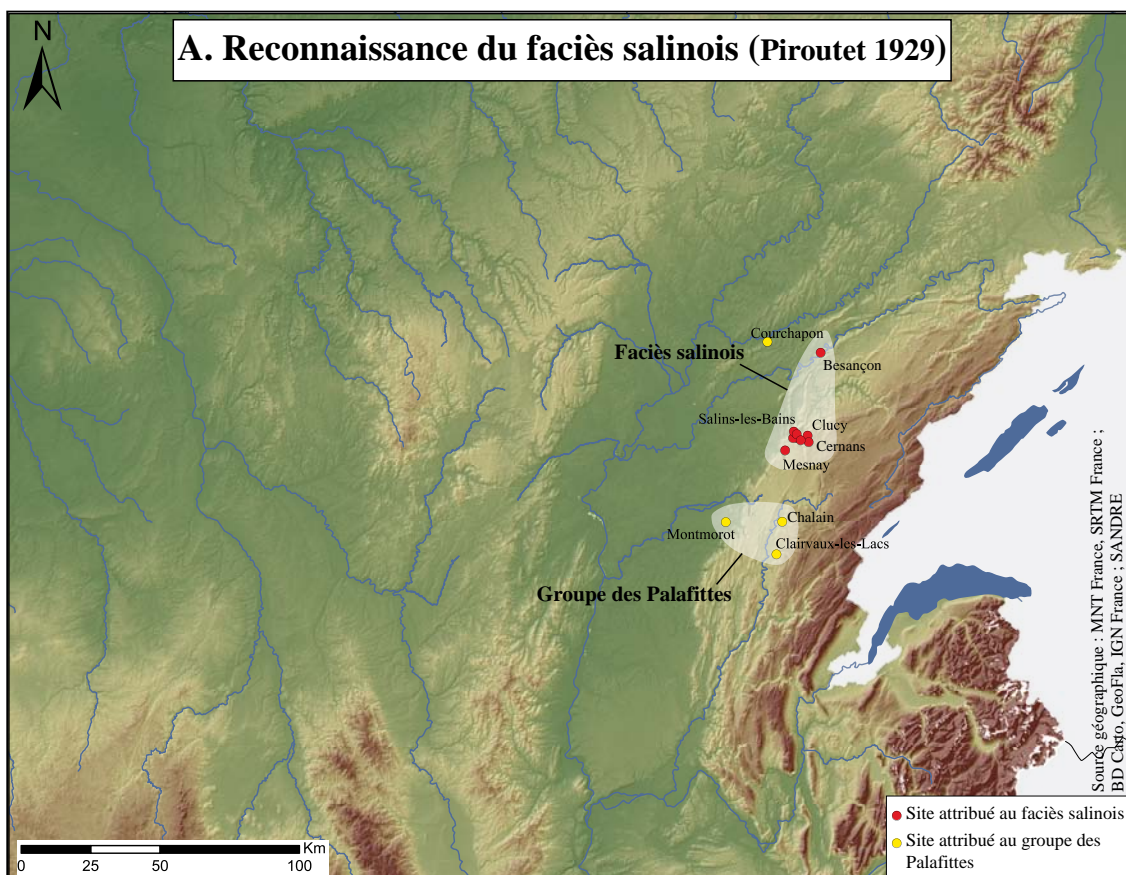 A. Reconnaissance du faciès salinois (Piroutet 1929)
N
Courchapon
Faciès salinois
Besançon
Salins-les-Bains
Clucy
Cernans
Mesnay
Chalain
Montmorot
Clairvaux-les-Lacs
Groupe des Palafittes
Source géographique : MNT France, SRTM France ;
BD Carto, GeoFla, IGN France ; SANDRE
Site attribué au faciès salinois
Site attribué au groupe des
Palafittes
Km
0 25 50 100